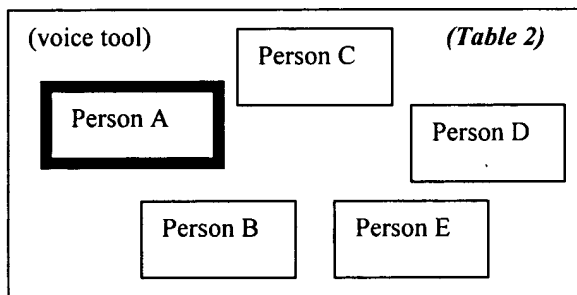 (voice tool)
(Table 2)
Person C
Person A
Person D
Person B
Person E